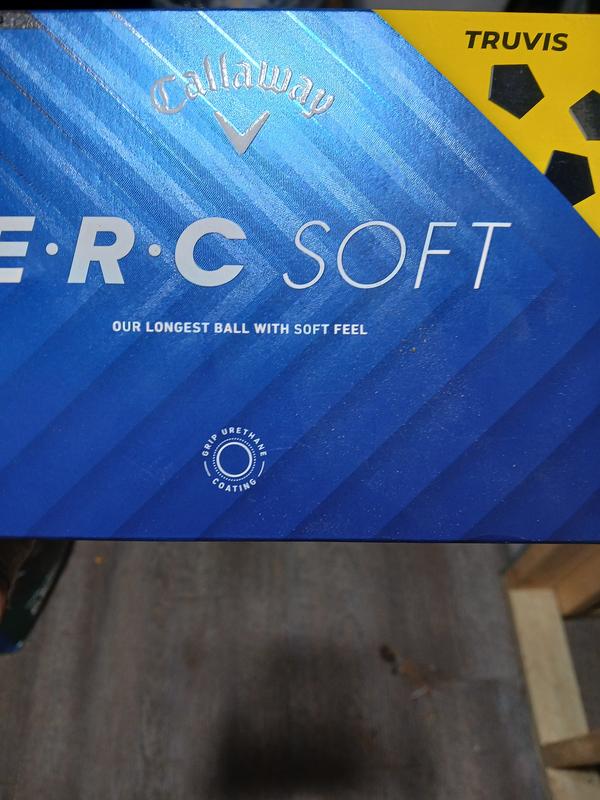 TRUVIS
Callaway
E·R·C SOFT
OUR LONGEST BALL WITH SOFT FEEL
GRIP URETHANE
COATING